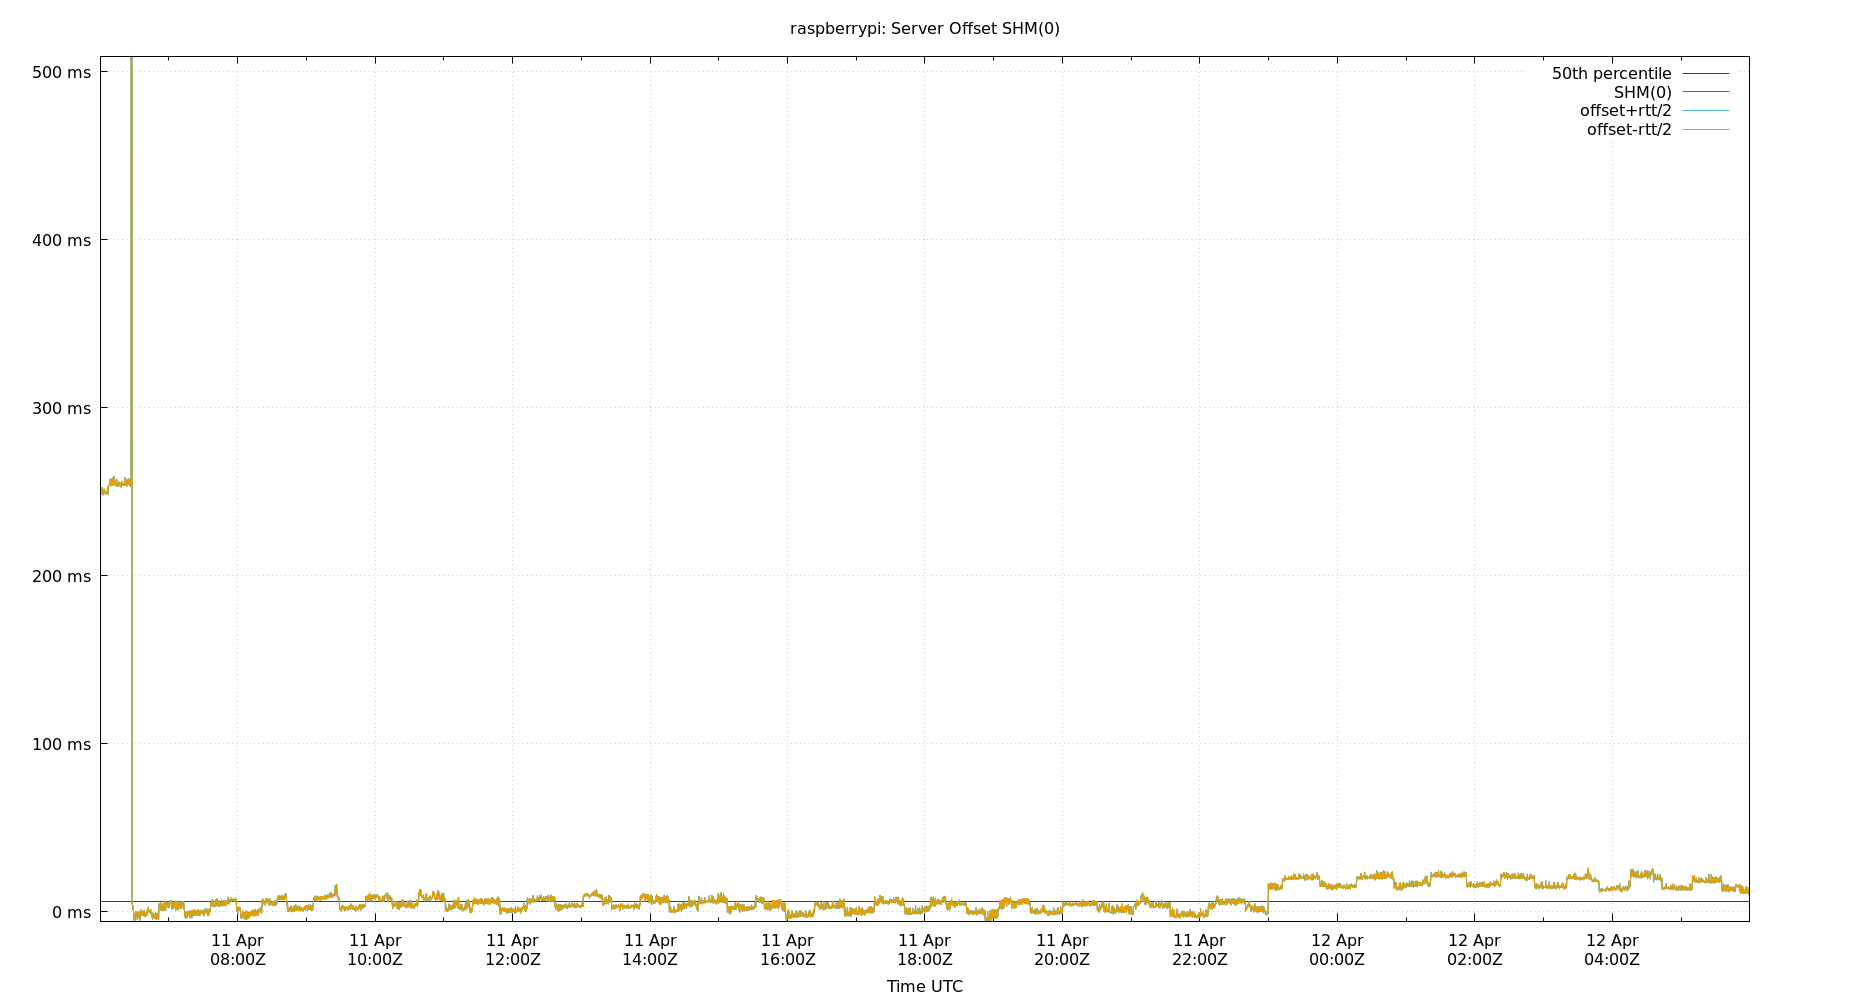 raspberrypi: Server Offset SHM(0)
50th percentile
SHM(0)
offset+rtt/2
offset-rtt/2
500 ms
400 ms
300 ms
200 ms
100 ms
0 ms
11 Apr 11 Apr 11 Apr 11 Apr 11 Apr 11 Apr 11 Apr 11 Apr 12 Apr 12 Apr 12 Apr
08:00Z 10:00Z 12:00Z 14:00Z 16:00Z 18:00Z 20:00Z 22:00Z 00:00Z 02:00Z 04:00Z
Time UTC